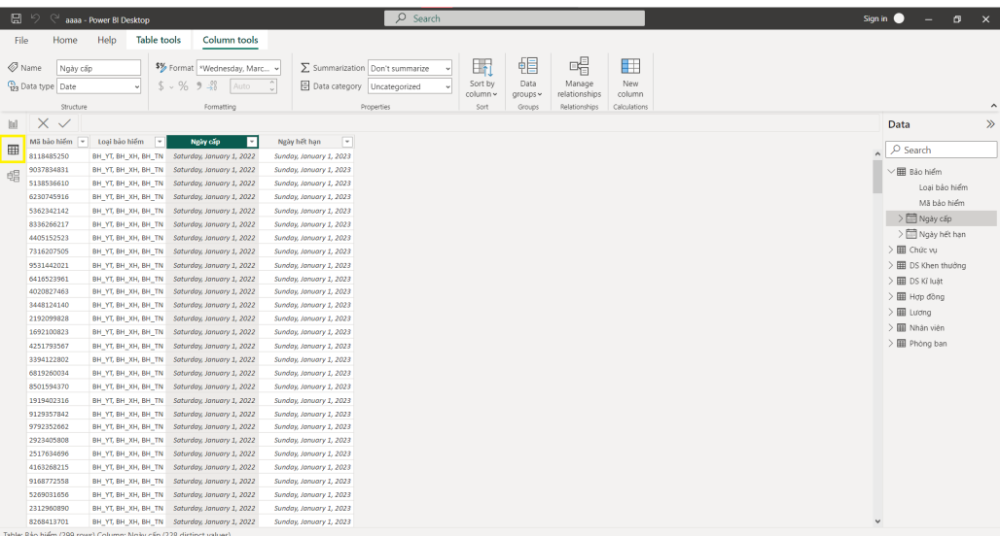 aaaa - Power BI Desktop
Search
Sign in
File Home Help Table tools Column tools
Name Ngày cấp
Format *Wednesday, Marc...
Summarization Don't summarize
Data type Date
$ % Auto
Data category Uncategorized
Sort by column
Data groups
Manage relationships
New column
Structure Formatting Properties Sort Groups Relationships Calculations
Mã bảo hiểm Loại bảo hiểm Ngày cấp Ngày hết hạn
8118485250 BH_YT, BH_XH, BH_TN Saturday, January 1, 2022 Sunday, January 1, 2023
9037834831 BH_YT, BH_XH, BH_TN Saturday, January 1, 2022 Sunday, January 1, 2023
5138536610 BH_YT, BH_XH, BH_TN Saturday, January 1, 2022 Sunday, January 1, 2023
6230745916 BH_YT, BH_XH, BH_TN Saturday, January 1, 2022 Sunday, January 1, 2023
5362342142 BH_YT, BH_XH, BH_TN Saturday, January 1, 2022 Sunday, January 1, 2023
8336266217 BH_YT, BH_XH, BH_TN Saturday, January 1, 2022 Sunday, January 1, 2023
4405152523 BH_YT, BH_XH, BH_TN Saturday, January 1, 2022 Sunday, January 1, 2023
7316207505 BH_YT, BH_XH, BH_TN Saturday, January 1, 2022 Sunday, January 1, 2023
9531442021 BH_YT, BH_XH, BH_TN Saturday, January 1, 2022 Sunday, January 1, 2023
6416523961 BH_YT, BH_XH, BH_TN Saturday, January 1, 2022 Sunday, January 1, 2023
4020827463 BH_YT, BH_XH, BH_TN Saturday, January 1, 2022 Sunday, January 1, 2023
3448124140 BH_YT, BH_XH, BH_TN Saturday, January 1, 2022 Sunday, January 1, 2023
2192099828 BH_YT, BH_XH, BH_TN Saturday, January 1, 2022 Sunday, January 1, 2023
1692100823 BH_YT, BH_XH, BH_TN Saturday, January 1, 2022 Sunday, January 1, 2023
4251793567 BH_YT, BH_XH, BH_TN Saturday, January 1, 2022 Sunday, January 1, 2023
3394122802 BH_YT, BH_XH, BH_TN Saturday, January 1, 2022 Sunday, January 1, 2023
6819260034 BH_YT, BH_XH, BH_TN Saturday, January 1, 2022 Sunday, January 1, 2023
8501594370 BH_YT, BH_XH, BH_TN Saturday, January 1, 2022 Sunday, January 1, 2023
1919402316 BH_YT, BH_XH, BH_TN Saturday, January 1, 2022 Sunday, January 1, 2023
9129357842 BH_YT, BH_XH, BH_TN Saturday, January 1, 2022 Sunday, January 1, 2023
9792352662 BH_YT, BH_XH, BH_TN Saturday, January 1, 2022 Sunday, January 1, 2023
2923405808 BH_YT, BH_XH, BH_TN Saturday, January 1, 2022 Sunday, January 1, 2023
2517634696 BH_YT, BH_XH, BH_TN Saturday, January 1, 2022 Sunday, January 1, 2023
4163268215 BH_YT, BH_XH, BH_TN Saturday, January 1, 2022 Sunday, January 1, 2023
9168772558 BH_YT, BH_XH, BH_TN Saturday, January 1, 2022 Sunday, January 1, 2023
5269031656 BH_YT, BH_XH, BH_TN Saturday, January 1, 2022 Sunday, January 1, 2023
2312960890 BH_YT, BH_XH, BH_TN Saturday, January 1, 2022 Sunday, January 1, 2023
8268413701 BH_YT, BH_XH, BH_TN Saturday, January 1, 2022 Sunday, January 1, 2023
Table: Bảo hiểm (299 rows) Column: Ngày cấp (228 distinct values)
Data
Search
Bảo hiểm
Loại bảo hiểm
Mã bảo hiểm
Ngày cấp
Ngày hết hạn
Chức vụ
DS Khen thưởng
DS Kỉ luật
Hợp đồng
Lương
Nhân viên
Phòng ban